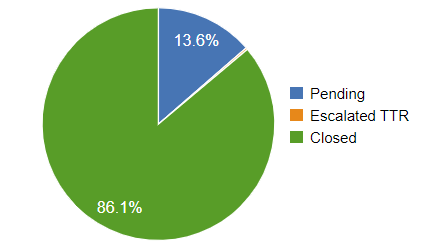 13.6%
Pending
Escalated TTR
Closed
86.1%